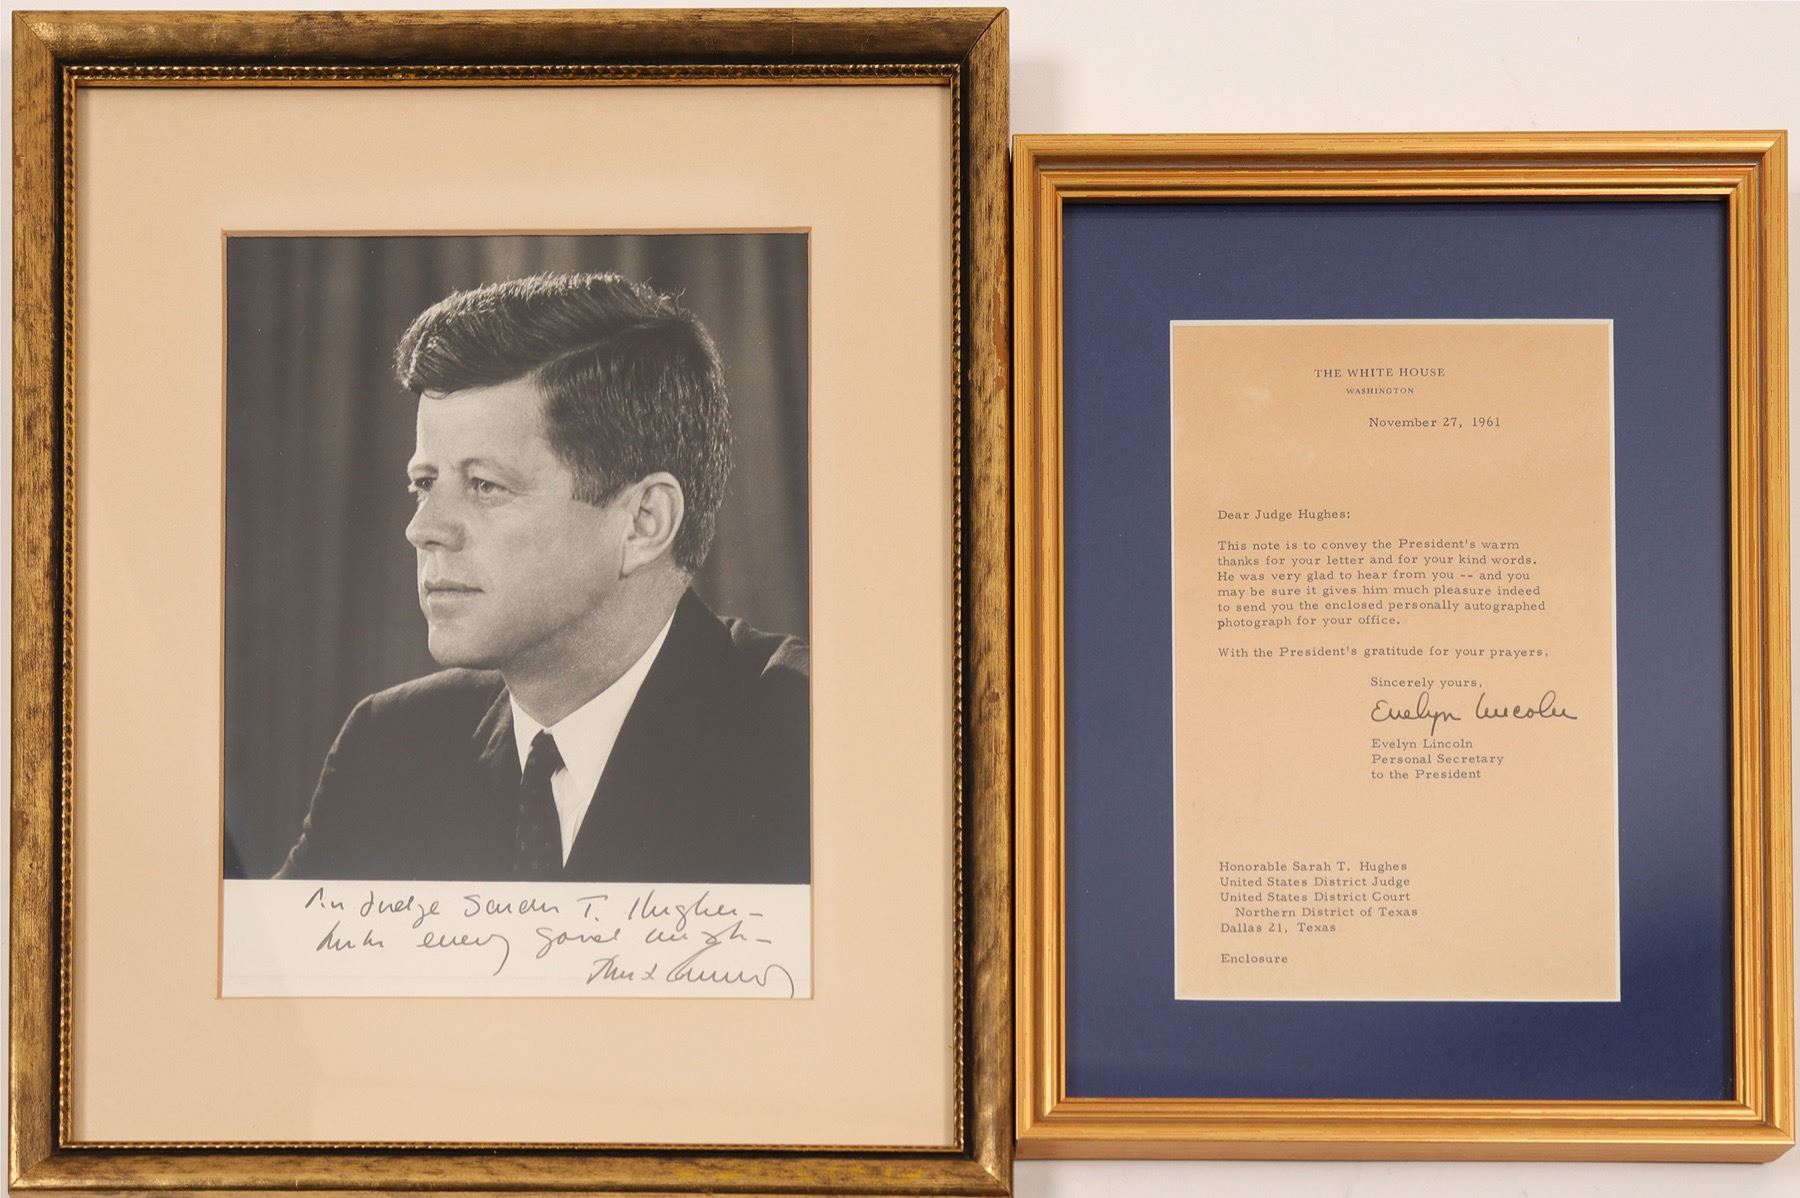 For Judge Sarah T. Hughes -
with every good wish -
John Kennedy
THE WHITE HOUSE
WASHINGTON
November 27, 1961
Dear Judge Hughes:
This note is to convey the President's warm
thanks for your letter and for your kind words.
He was very glad to hear from you -- and you
may be sure it gives him much pleasure indeed
to send you the enclosed personally autographed
photograph for your office.
With the President's gratitude for your prayers,
Sincerely yours,
Evelyn Lincoln
Evelyn Lincoln
Personal Secretary
to the President
Honorable Sarah T. Hughes
United States District Judge
United States District Court
Northern District of Texas
Dallas 21, Texas
Enclosure